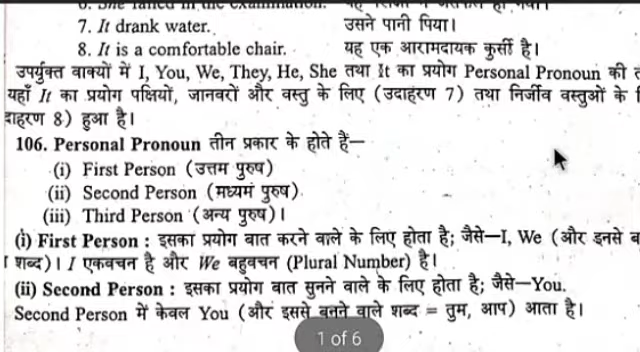 7. It drank water. उसने पानी पिया।
8. It is a comfortable chair. यह एक आरामदायक कुर्सी है।
उपर्युक्त वाक्यों में I, You, We, They, He, She तथा It का प्रयोग Personal Pronoun की
यहाँ It का प्रयोग पक्षियों, जानवरों और वस्तु के लिए (उदाहरण 7) तथा निर्जीव वस्तुओं के
दाहरण 8) हुआ है।
106. Personal Pronoun तीन प्रकार के होते हैं—
(i) First Person (उत्तम पुरुष)
(ii) Second Person (मध्यम पुरुष)
(iii) Third Person (अन्य पुरुष)।
(i) First Person : इसका प्रयोग बात करने वाले के लिए होता है; जैसे—I, We (और इनसे ब
शब्द)। I एकवचन है और We बहुवचन (Plural Number) है।
(ii) Second Person : इसका प्रयोग बात सुनने वाले के लिए होता है; जैसे—You.
Second Person में केवल You (और इससे बनने वाले शब्द = तुम, आप) आता है।
1 of 6